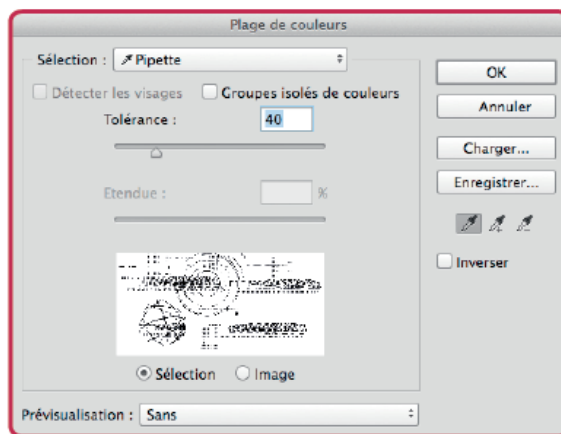 Plage de couleurs
Sélection : Pipette
Détecter les visages Groupes isolés de couleurs
Tolérance : 40
Etendue : %
Sélection Image
Prévisualisation : Sans
OK
Annuler
Charger...
Enregistrer...
Inverser